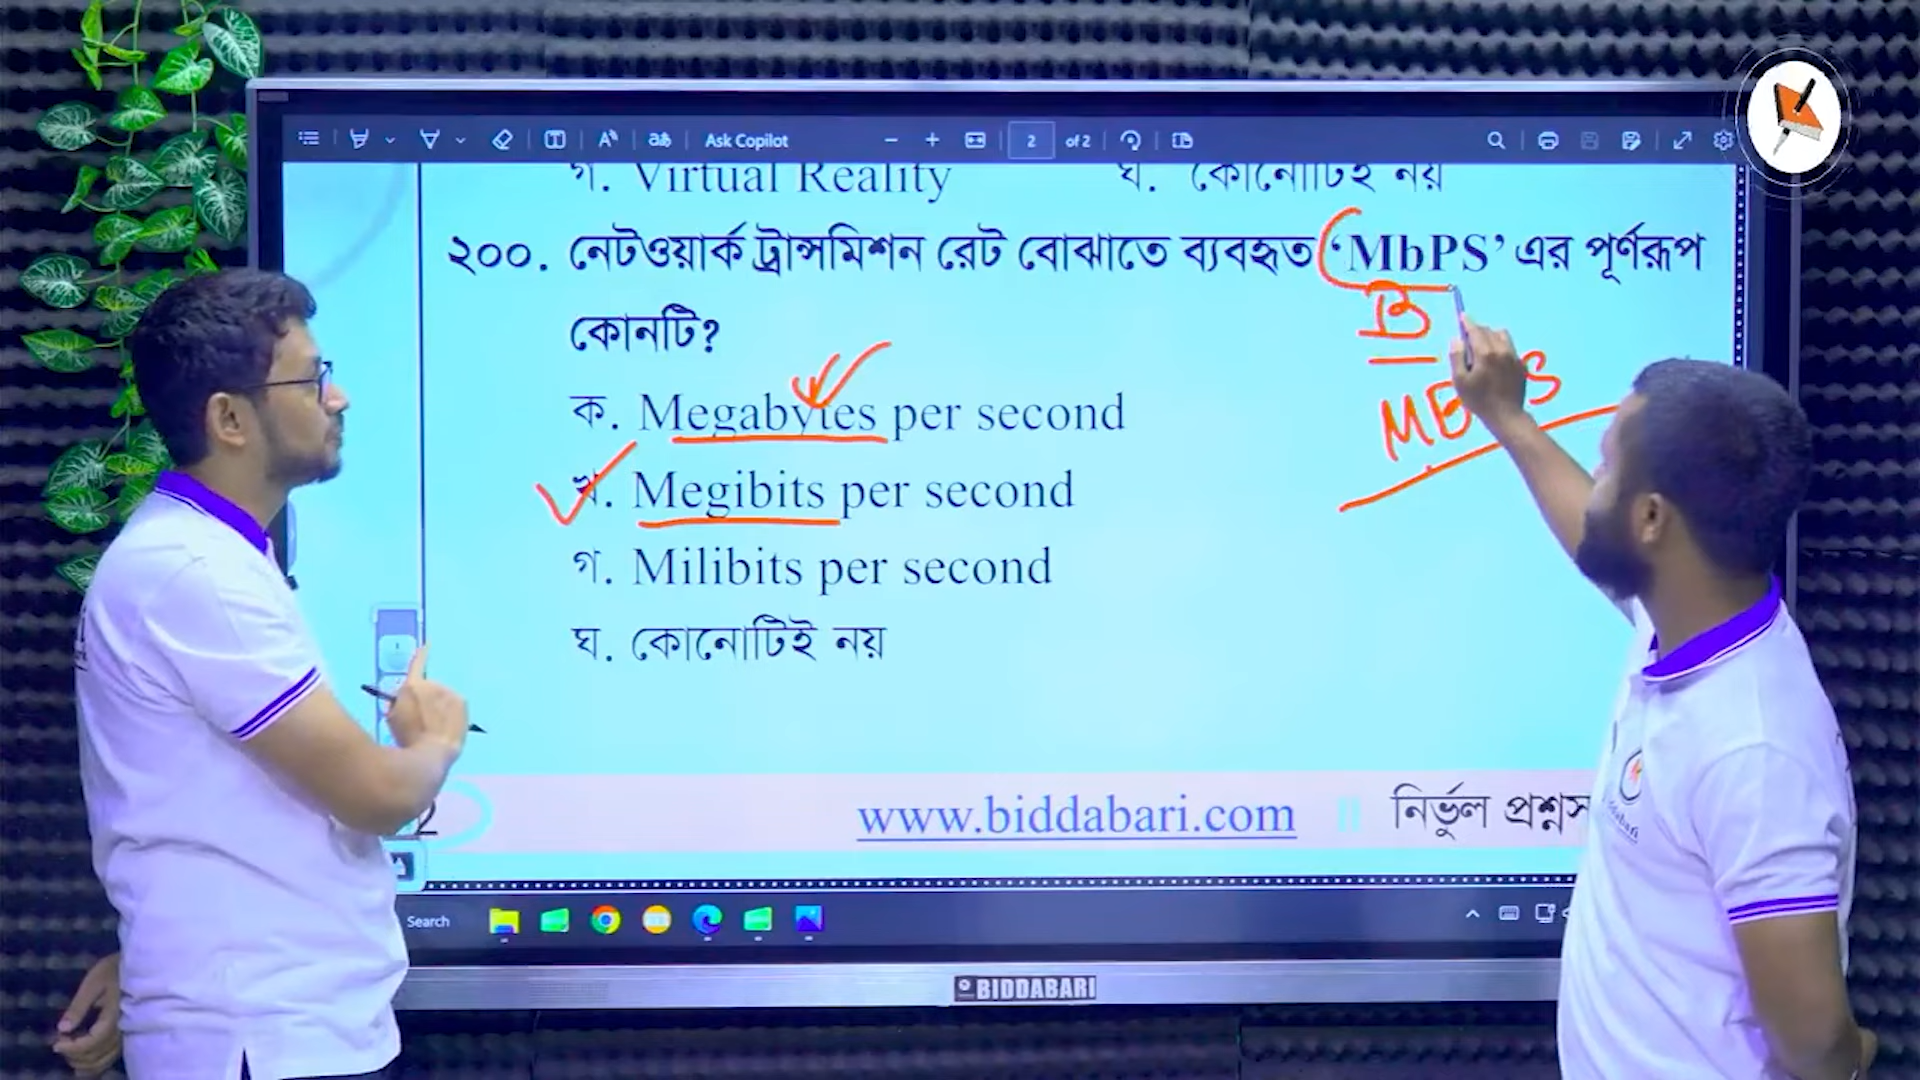 Ask Copilot
2
of 2
গ. Virtual Reality ঘ. কোনোটিই নয়
২০০. নেটওয়ার্ক ট্রান্সমিশন রেট বোঝাতে ব্যবহৃত ‘MbPS’ এর পূর্ণরূপ
কোনটি?
B
ক. Megabytes per second
খ. Megibits per second
গ. Milibits per second
ঘ. কোনোটিই নয়
www.biddabari.com || নির্ভুল প্রশ্নস
Search
BIDDABARI